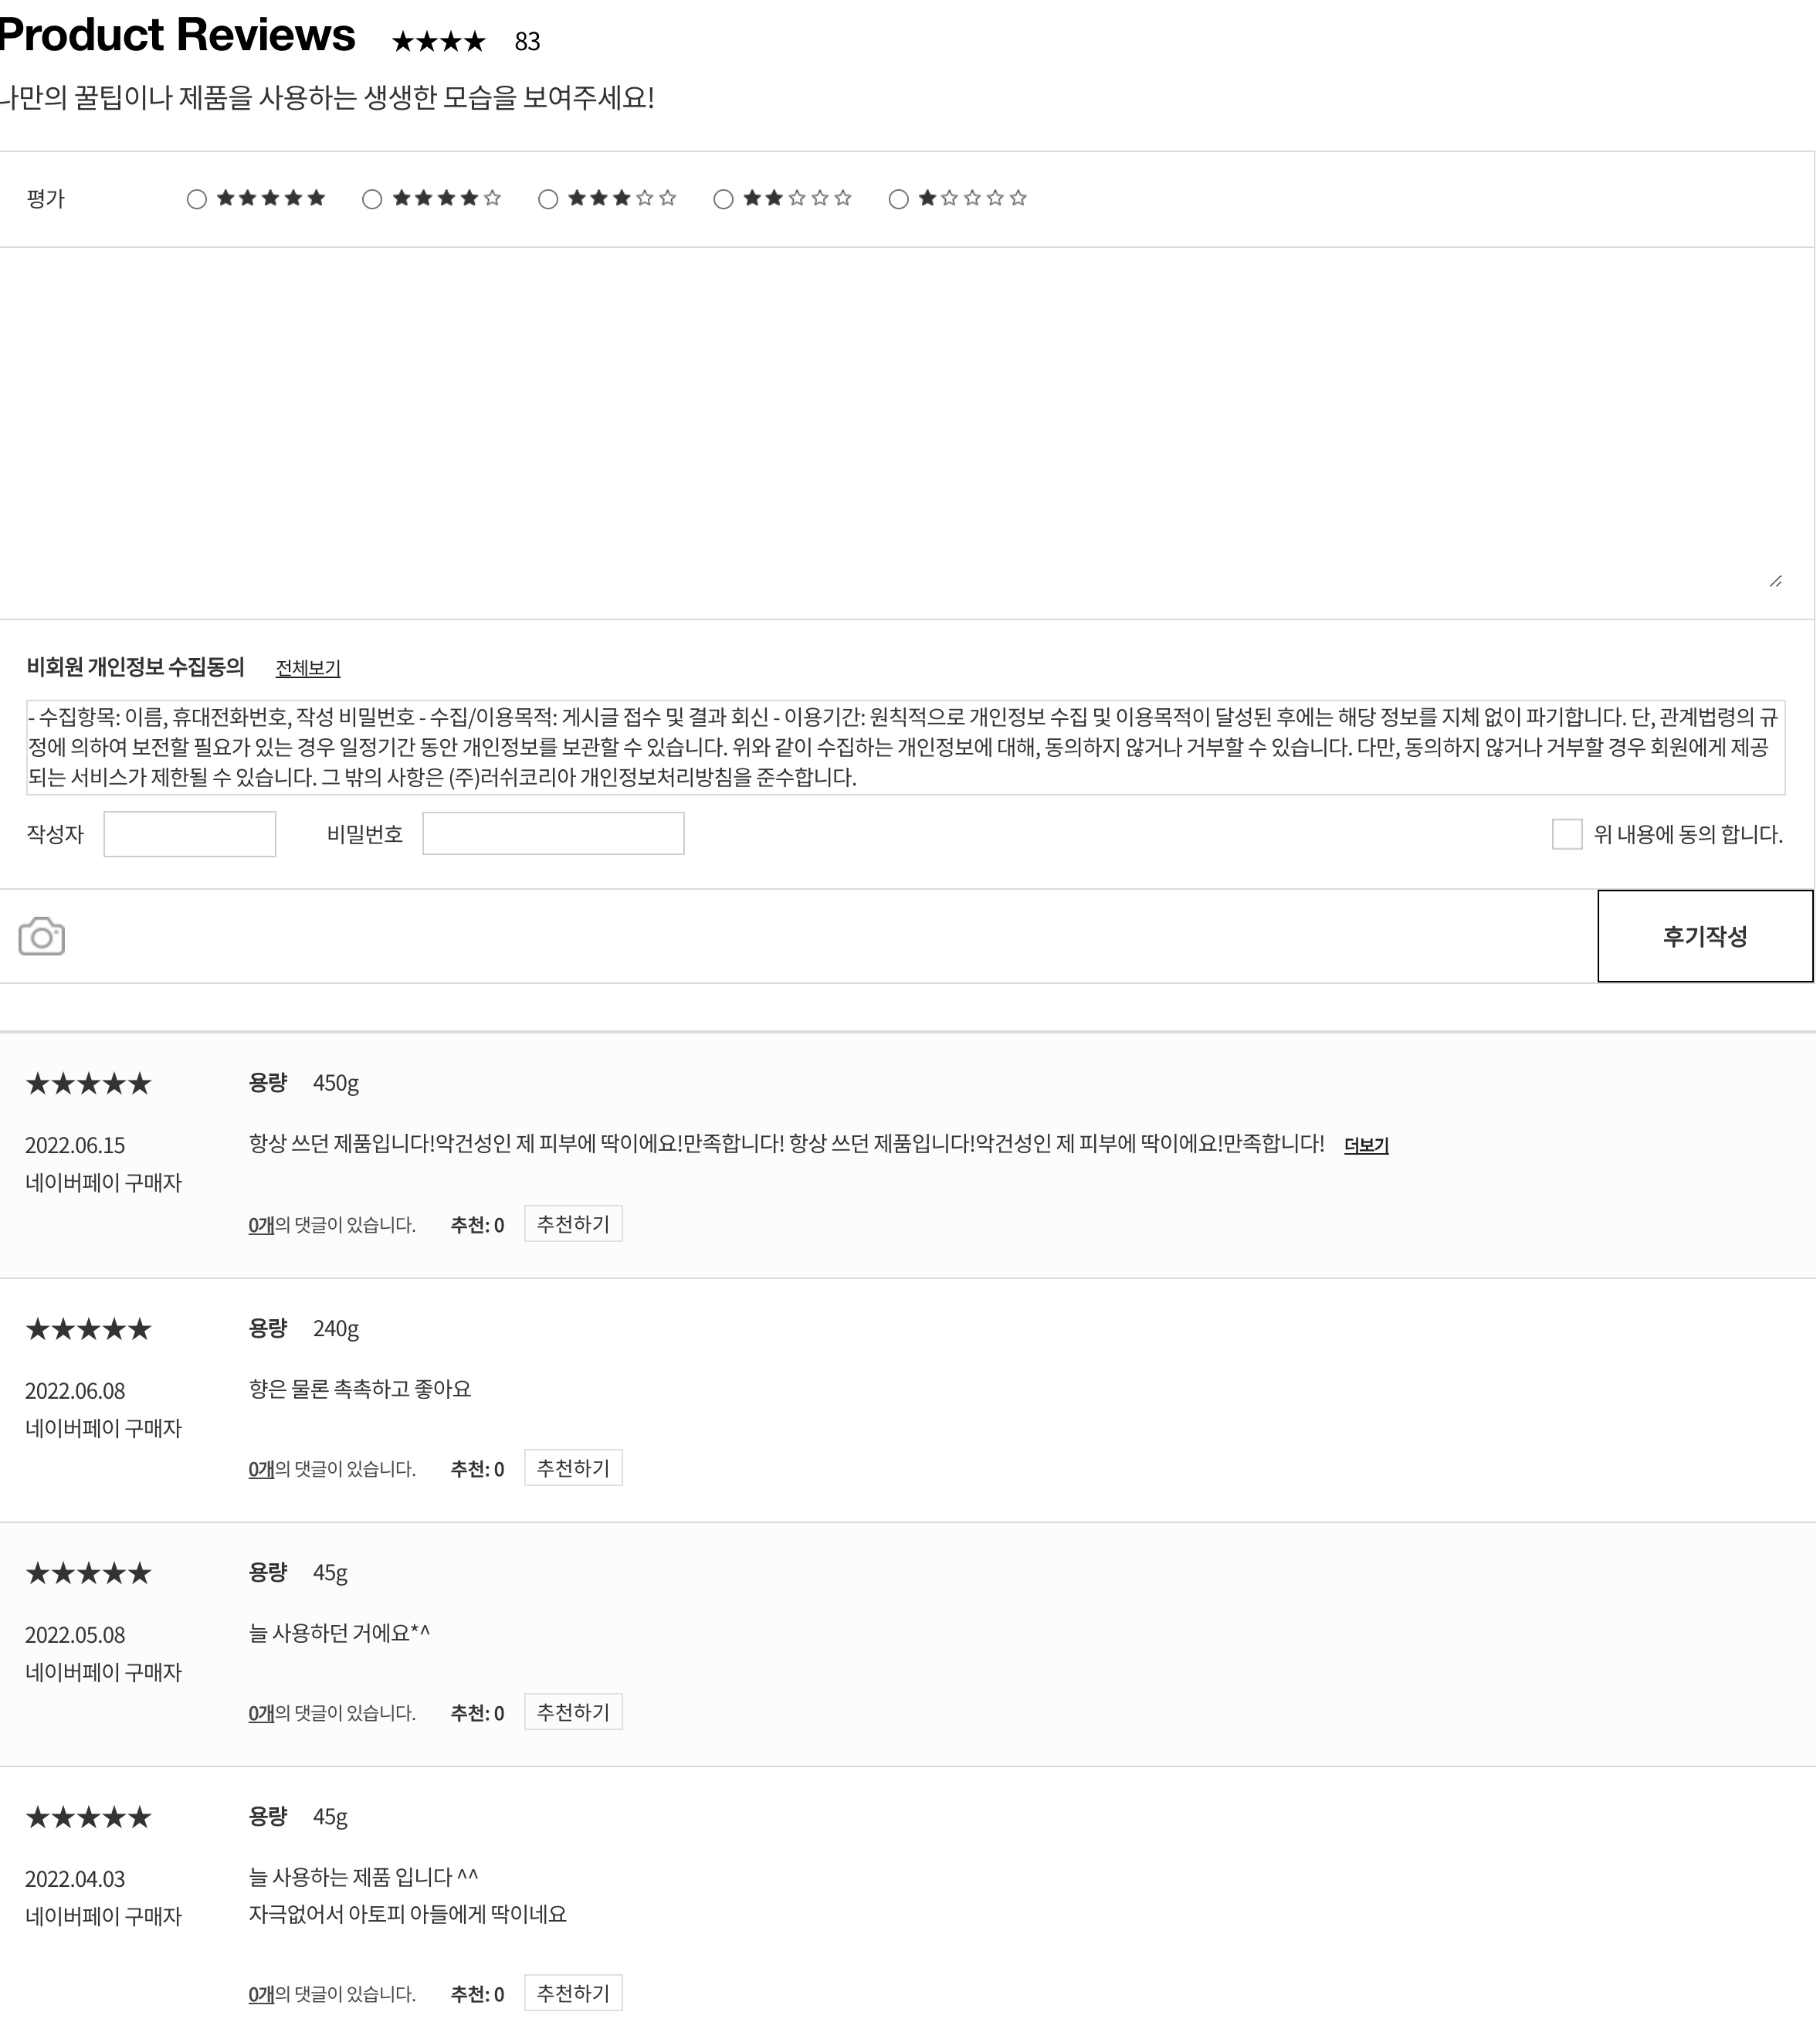 Product Reviews ★★★★ 83
나만의 꿀팁이나 제품을 사용하는 생생한 모습을 보여주세요!
평가 ★★★★★ ★★★★☆ ★★★☆☆ ★★☆☆☆ ★☆☆☆☆
비회원 개인정보 수집동의 전체보기
- 수집항목: 이름, 휴대전화번호, 작성 비밀번호 - 수집/이용목적: 게시글 접수 및 결과 회신 - 이용기간: 원칙적으로 개인정보 수집 및 이용목적이 달성된 후에는 해당 정보를 지체 없이 파기합니다. 단, 관계법령의 규
정에 의하여 보전할 필요가 있는 경우 일정기간 동안 개인정보를 보관할 수 있습니다. 위와 같이 수집하는 개인정보에 대해, 동의하지 않거나 거부할 수 있습니다. 다만, 동의하지 않거나 거부할 경우 회원에게 제공
되는 서비스가 제한될 수 있습니다. 그 밖의 사항은 (주)러쉬코리아 개인정보처리방침을 준수합니다.
작성자 비밀번호 위 내용에 동의 합니다.
후기작성
★★★★★ 용량 450g
2022.06.15 항상 쓰던 제품입니다!악건성인 제 피부에 딱이에요!만족합니다! 항상 쓰던 제품입니다!악건성인 제 피부에 딱이에요!만족합니다! 더보기
네이버페이 구매자
0개의 댓글이 있습니다. 추천: 0 추천하기
★★★★★ 용량 240g
2022.06.08 향은 물론 촉촉하고 좋아요
네이버페이 구매자
0개의 댓글이 있습니다. 추천: 0 추천하기
★★★★★ 용량 45g
2022.05.08 늘 사용하던 거에요*^
네이버페이 구매자
0개의 댓글이 있습니다. 추천: 0 추천하기
★★★★★ 용량 45g
2022.04.03 늘 사용하는 제품 입니다 ^^
네이버페이 구매자 자극없어서 아토피 아들에게 딱이네요
0개의 댓글이 있습니다. 추천: 0 추천하기